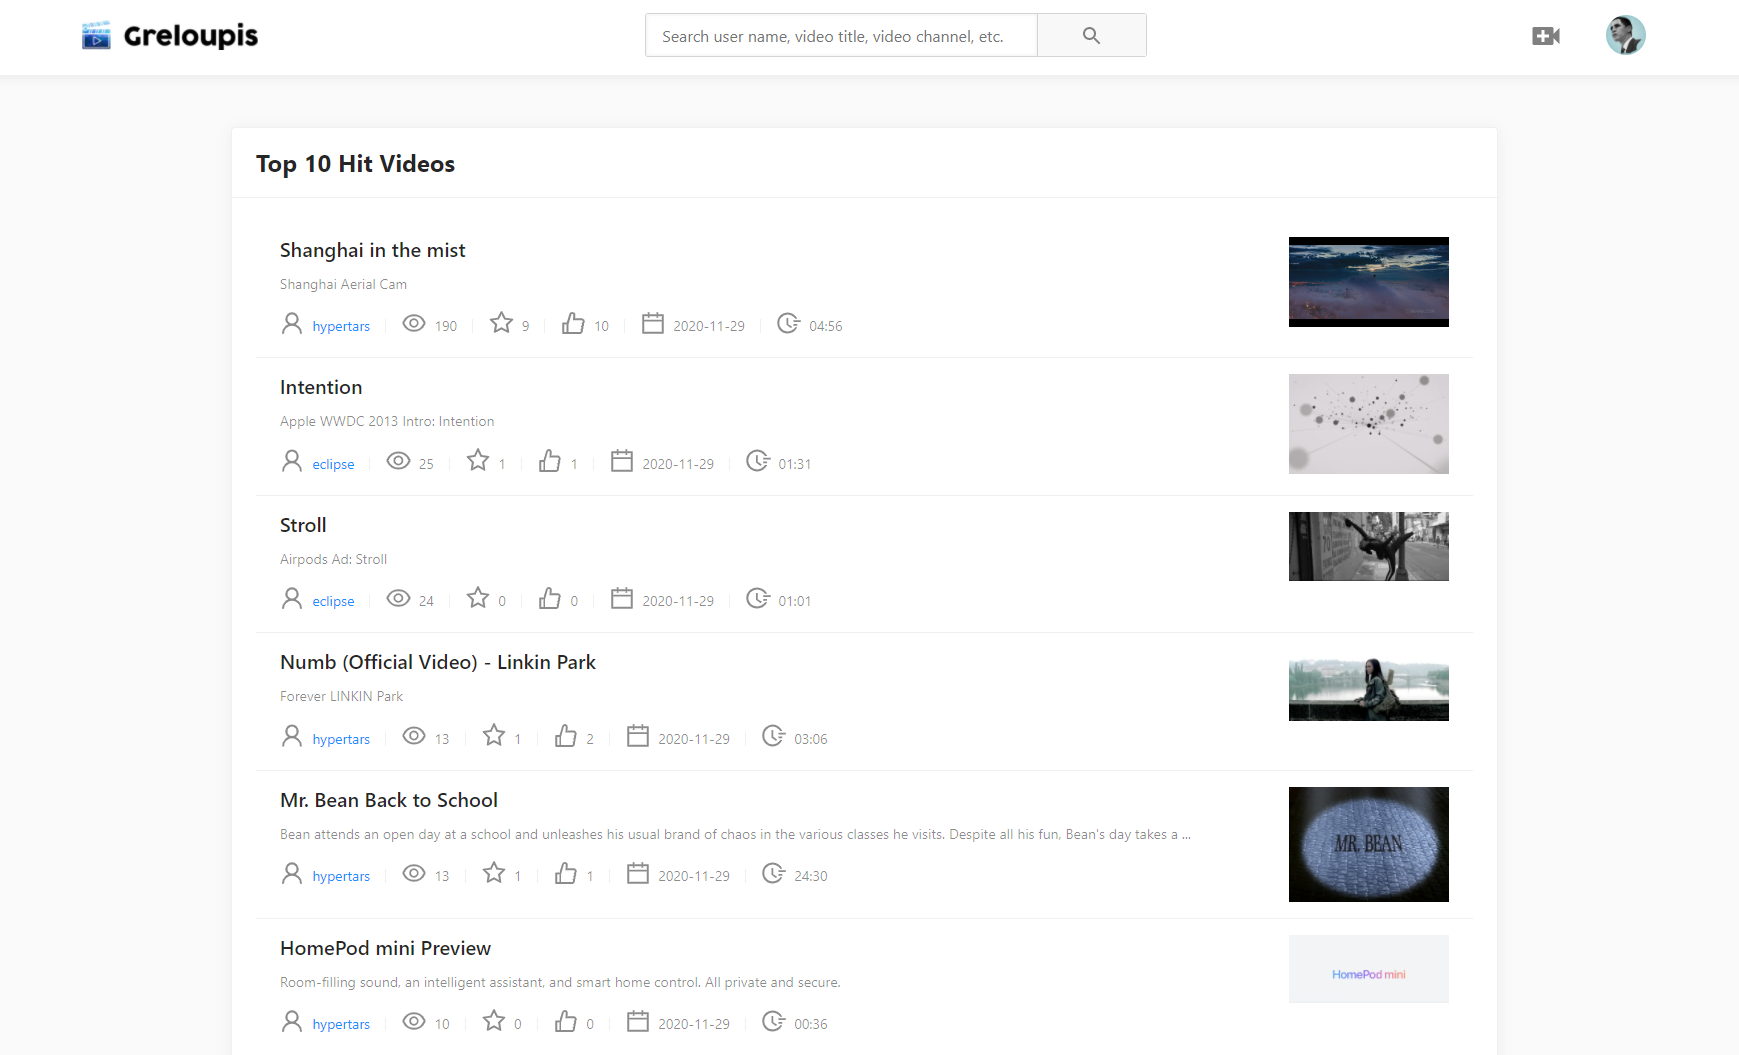 Greloupis
Search user name, video title, video channel, etc.
Top 10 Hit Videos
Shanghai in the mist
Shanghai Aerial Cam
hypertars 190 9 10 2020-11-29 04:56
Intention
Apple WWDC 2013 Intro: Intention
eclipse 25 1 1 2020-11-29 01:31
Stroll
Airpods Ad: Stroll
eclipse 24 0 0 2020-11-29 01:01
Numb (Official Video) - Linkin Park
Forever LINKIN Park
hypertars 13 1 2 2020-11-29 03:06
Mr. Bean Back to School
Bean attends an open day at a school and unleashes his usual brand of chaos in the various classes he visits. Despite all his fun, Bean's day takes a ...
MR. BEAN
hypertars 13 1 1 2020-11-29 24:30
HomePod mini Preview
Room-filling sound, an intelligent assistant, and smart home control. All private and secure.
HomePod mini
hypertars 10 0 0 2020-11-29 00:36